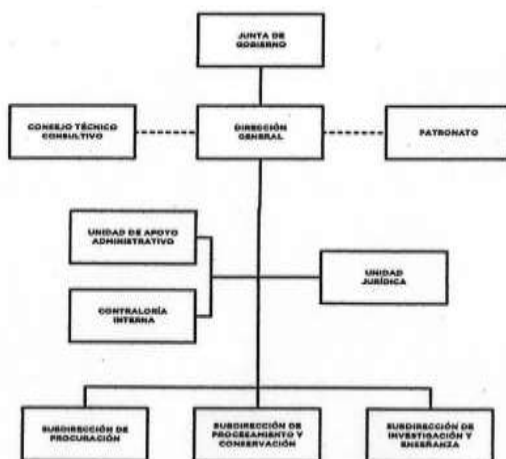 JUNTA DE
GOBIERNO
CONSEJO TÉCNICO
CONSULTIVO
DIRECCIÓN
GENERAL
PATRONATO
UNIDAD DE APOYO
ADMINISTRATIVO
UNIDAD
JURÍDICA
CONTRALORÍA
INTERNA
SUBDIRECCIÓN DE
PROCURACIÓN
SUBDIRECCIÓN DE
PROCESAMIENTO Y
CONSERVACIÓN
SUBDIRECCIÓN DE
INVESTIGACIÓN Y
ENSEÑANZA